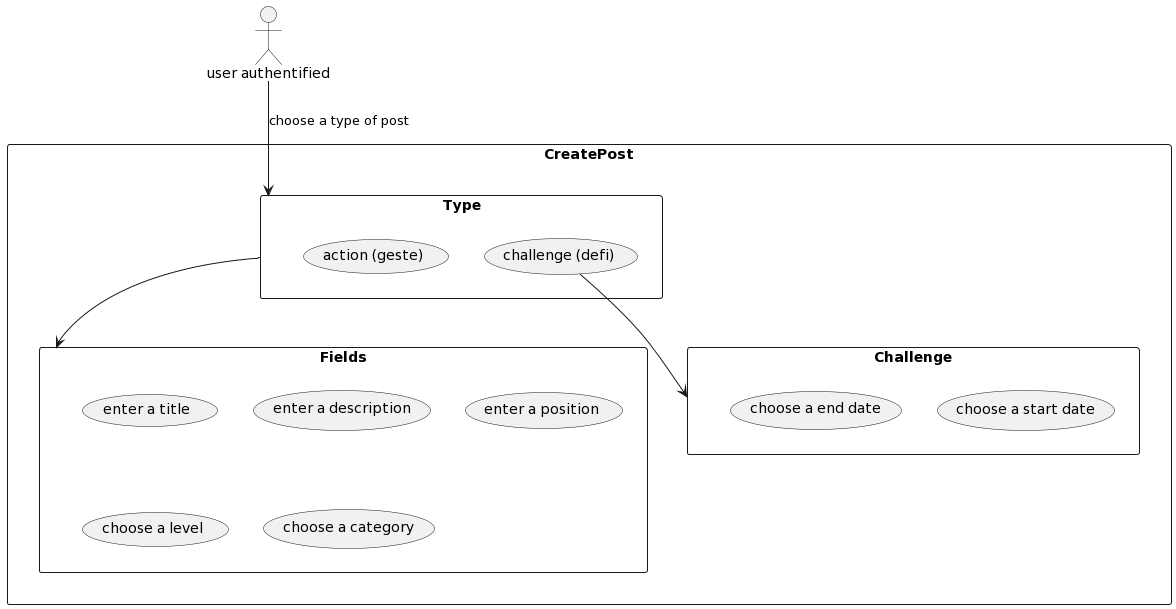 user authentified
choose a type of post
CreatePost
Type
action (geste)
challenge (defi)
Fields
Challenge
enter a title
enter a description
enter a position
choose a end date
choose a start date
choose a level
choose a category